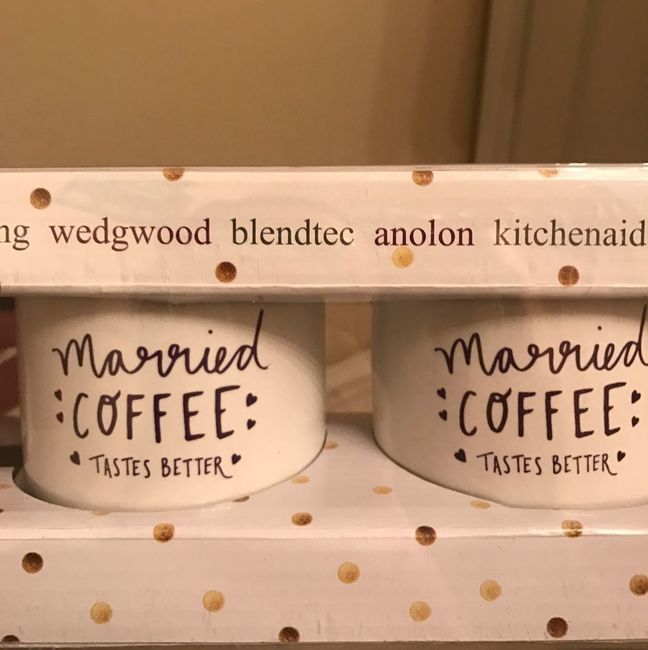 ng wedgwood blendtec anolon kitchenaid
Married
COFFEE
TASTES BETTER
Married
COFFEE
TASTES BETTER